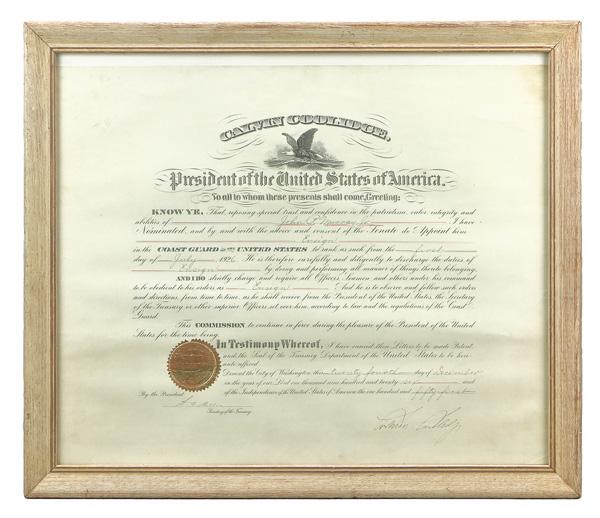 CALVIN COOLIDGE,
President of the United States of America.
To all to whom these presents shall come, Greeting:
KNOW YE, That, reposing special trust and confidence in the patriotism, valor, integrity and
abilities of John I have
Nominated, and by and with the advice and consent of the Senate do Appoint him
Ensign
in the COAST GUARD of the UNITED STATES to rank as such from the first
day of July 1926 He is therefore carefully and diligently to discharge the duties of
Ensign by doing and performing all manner of things thereto belonging.
AND I DO strictly charge and require all Officers, Seamen and others under his command
to be obedient to his orders as Ensign And he is to observe and follow such orders
and directions, from time to time, as he shall receive from the President of the United States, the Secretary
of the Treasury or other superior Officers set over him, according to law and the regulations of the Coast
Guard.
This COMMISSION to continue in force during the pleasure of the President of the United
States for the time being.
In Testimony Whereof, I have caused these Letters to be made Patent,
and the Seal of the Treasury Department of the United States to be here-
unto affixed.
Done at the City of Washington this twenty fourth day of December
in the year of our Lord one thousand nine hundred and twenty six and
of the Independence of the United States of America the one hundred and fifty first
By the President
Secretary of the Treasury
Calvin Coolidge